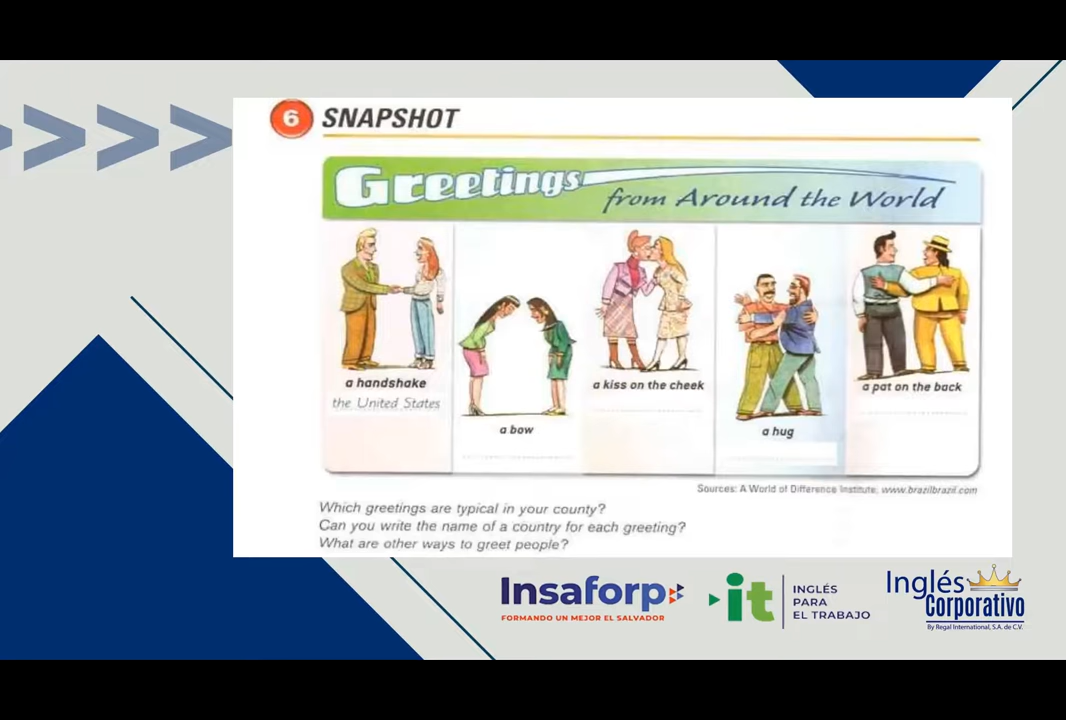 6 SNAPSHOT
Greetings
from Around the World
a handshake
the United States
a bow
a kiss on the cheek
a hug
a pat on the back
Sources: A World of Difference Institute, www.brazilbrazil.com
Which greetings are typical in your county?
Can you write the name of a country for each greeting?
What are other ways to greet people?
Insaforp
FORMANDO UN MEJOR EL SALVADOR
it
INGLÉS
PARA
EL TRABAJO
Inglés
Corporativo
By Regal International, S.A. de C.V.